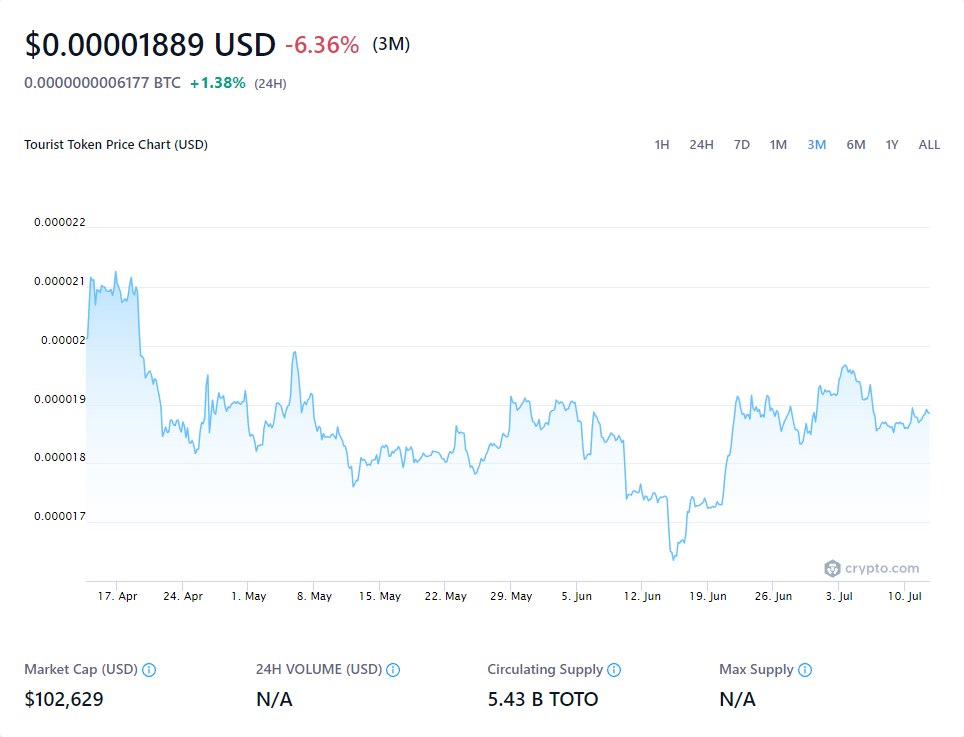 $0.00001889 USD -6.36% (3M)
0.0000000006177 BTC +1.38% (24H)
Tourist Token Price Chart (USD) 1H 24H 7D 1M 3M 6M 1Y ALL
0.000022
0.000021
0.00002
0.000019
0.000018
0.000017
crypto.com
17. Apr 24. Apr 1. May 8. May 15. May 22. May 29. May 5. Jun 12. Jun 19. Jun 26. Jun 3. Jul 10. Jul
Market Cap (USD) 24H VOLUME (USD) Circulating Supply Max Supply
$102,629 N/A 5.43 B TOTO N/A